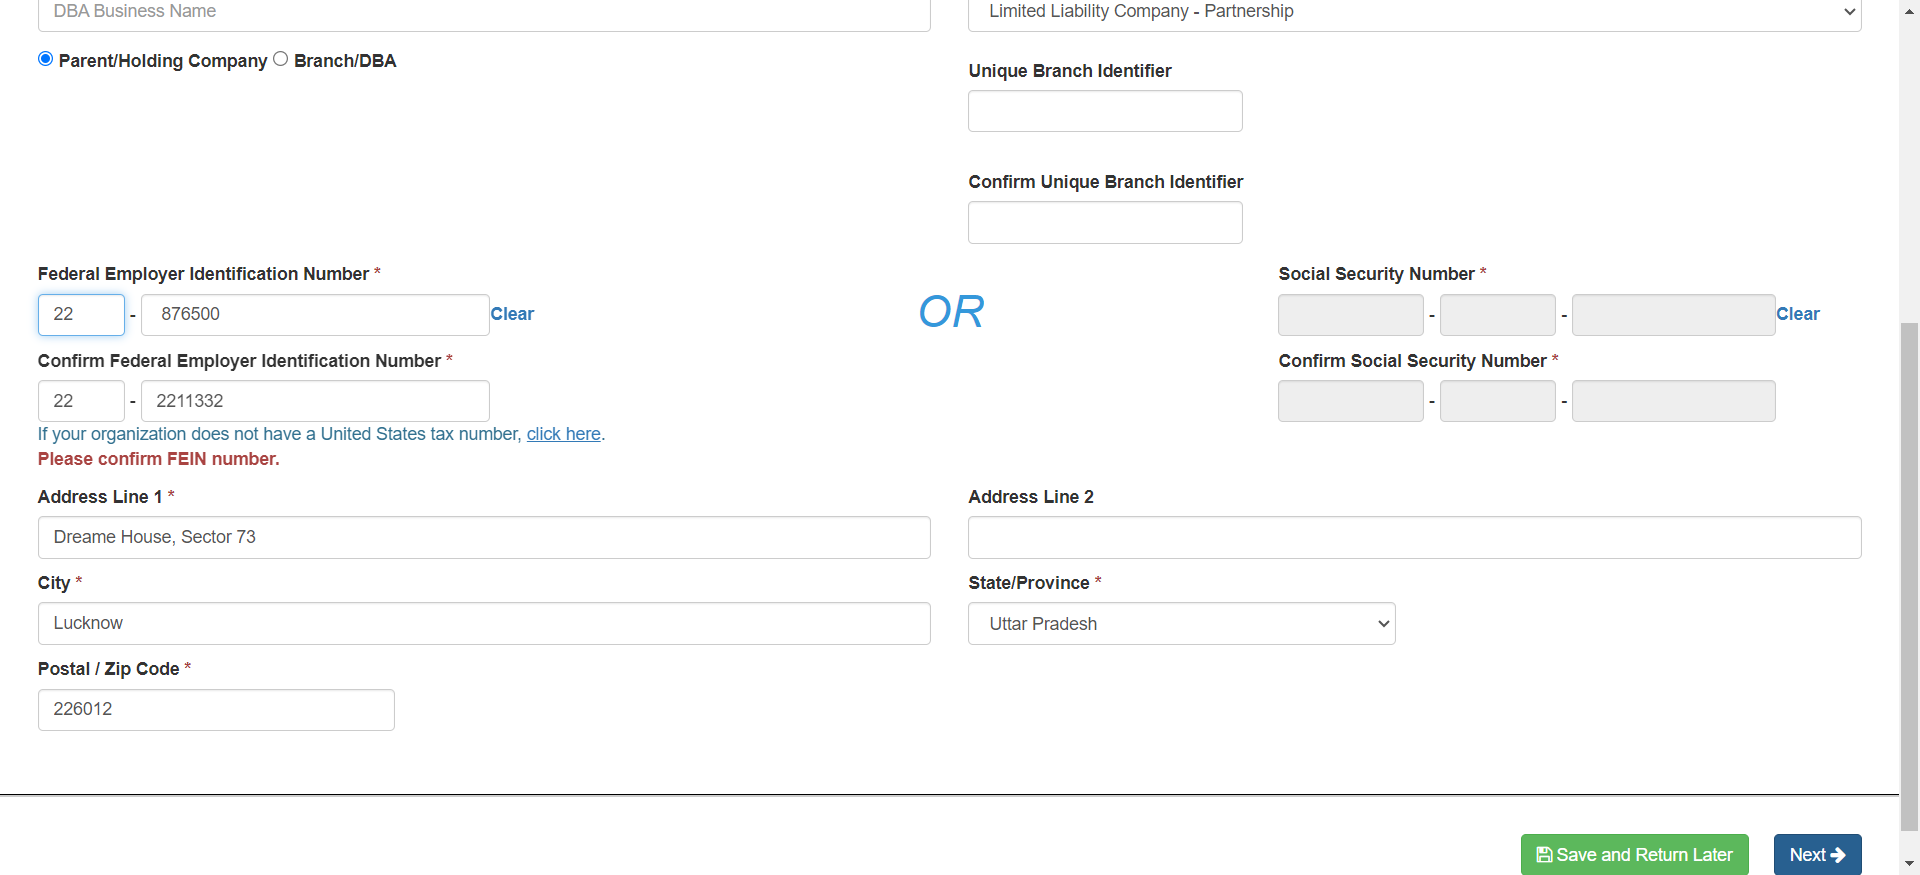 DBA Business Name
Limited Liability Company - Partnership
Parent/Holding Company Branch/DBA
Unique Branch Identifier
Confirm Unique Branch Identifier
Federal Employer Identification Number *
22 - 876500 Clear
OR
Social Security Number *
- - Clear
Confirm Federal Employer Identification Number *
22 - 2211332
Confirm Social Security Number *
- -
If your organization does not have a United States tax number, click here.
Please confirm FEIN number.
Address Line 1 *
Dreame House, Sector 73
Address Line 2
City *
Lucknow
State/Province *
Uttar Pradesh
Postal / Zip Code *
226012
Save and Return Later
Next